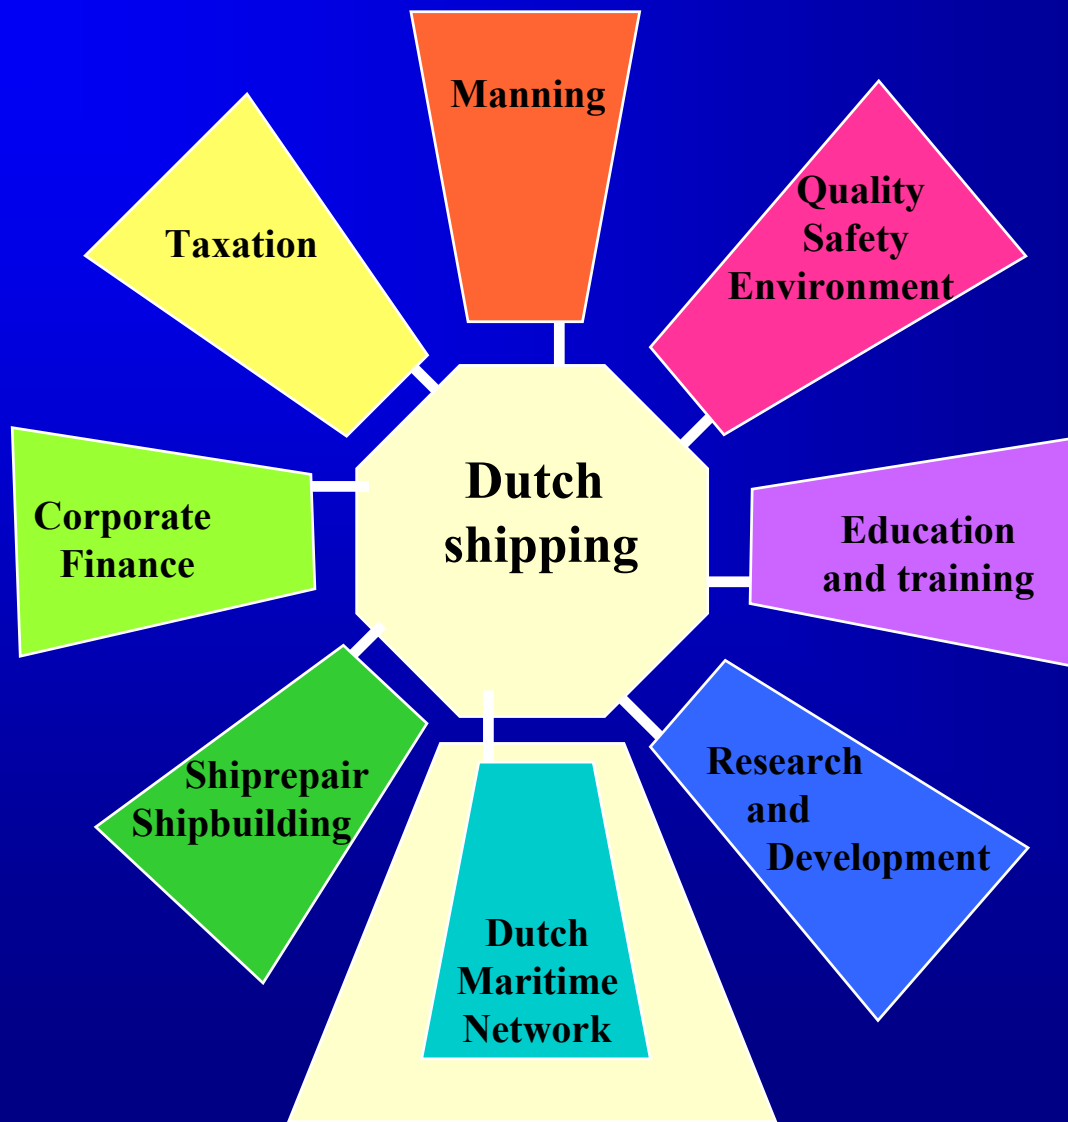 Manning
Quality
Safety
Environment
Taxation
Dutch
shipping
Corporate
Finance
Education
and training
Shiprepair
Shipbuilding
Research
and
Development
Dutch
Maritime
Network